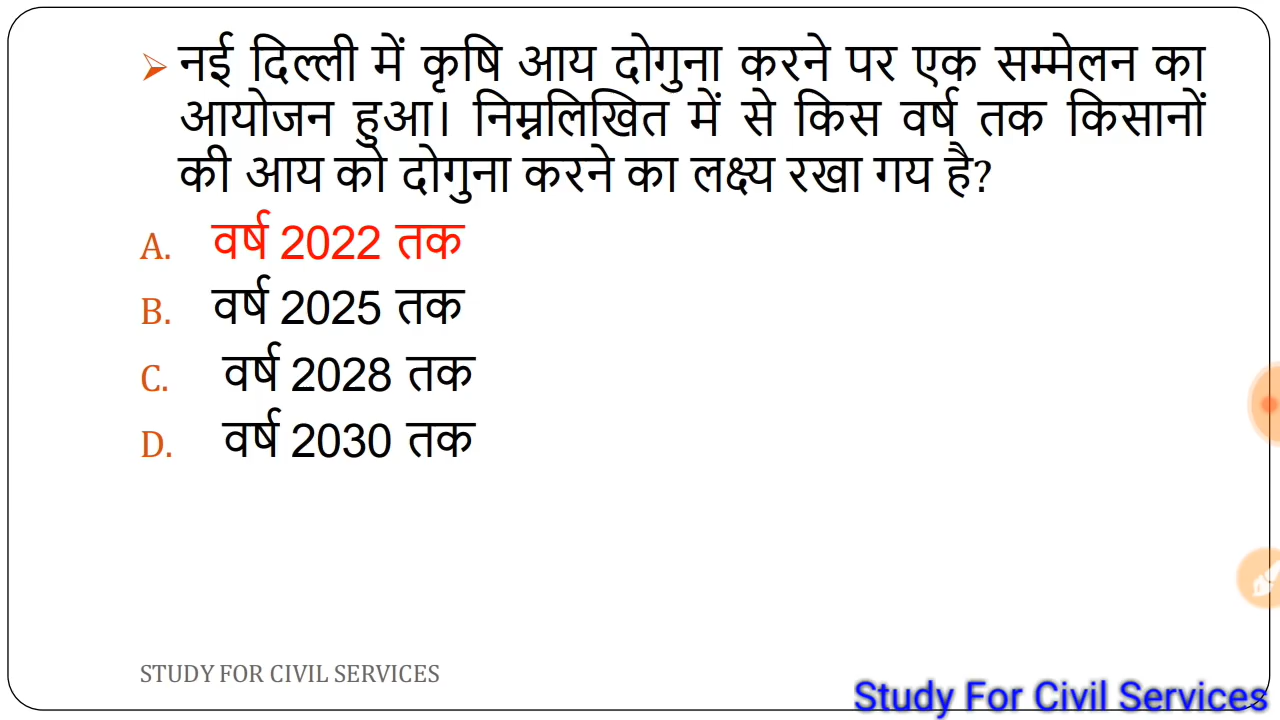 नई दिल्ली में कृषि आय दोगुना करने पर एक सम्मेलन का
आयोजन हुआ। निम्नलिखित में से किस वर्ष तक किसानों
की आय को दोगुना करने का लक्ष्य रखा गय है?
A. वर्ष 2022 तक
B. वर्ष 2025 तक
C. वर्ष 2028 तक
D. वर्ष 2030 तक
STUDY FOR CIVIL SERVICES
Study For Civil Services